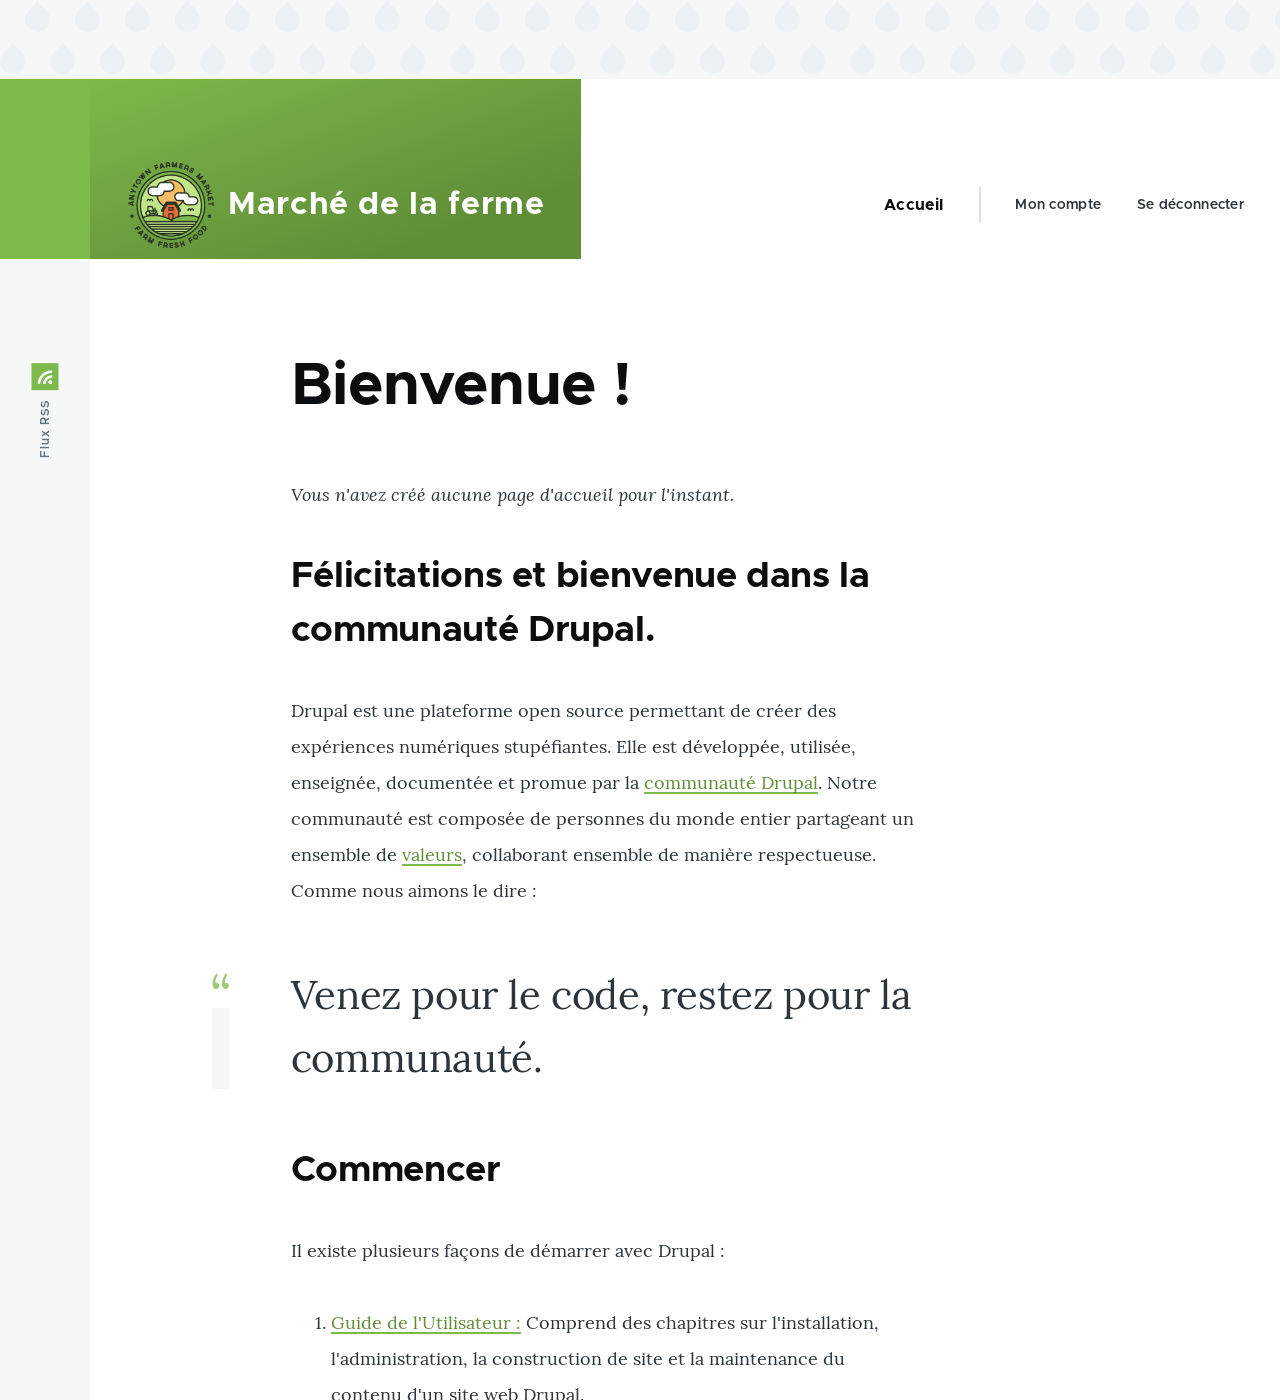 ANYTOWN FARMERS MARKET
FARM FRESH FOOD
Marché de la ferme
Accueil
Mon compte
Se déconnecter
Flux RSS
Bienvenue !
Vous n'avez créé aucune page d'accueil pour l'instant.
Félicitations et bienvenue dans la
communauté Drupal.
Drupal est une plateforme open source permettant de créer des
expériences numériques stupéfiantes. Elle est développée, utilisée,
enseignée, documentée et promue par la communauté Drupal. Notre
communauté est composée de personnes du monde entier partageant un
ensemble de valeurs, collaborant ensemble de manière respectueuse.
Comme nous aimons le dire :
“
Venez pour le code, restez pour la
communauté.
Commencer
Il existe plusieurs façons de démarrer avec Drupal :
1. Guide de l'Utilisateur : Comprend des chapitres sur l'installation,
l'administration, la construction de site et la maintenance du
contenu d'un site web Drupal.